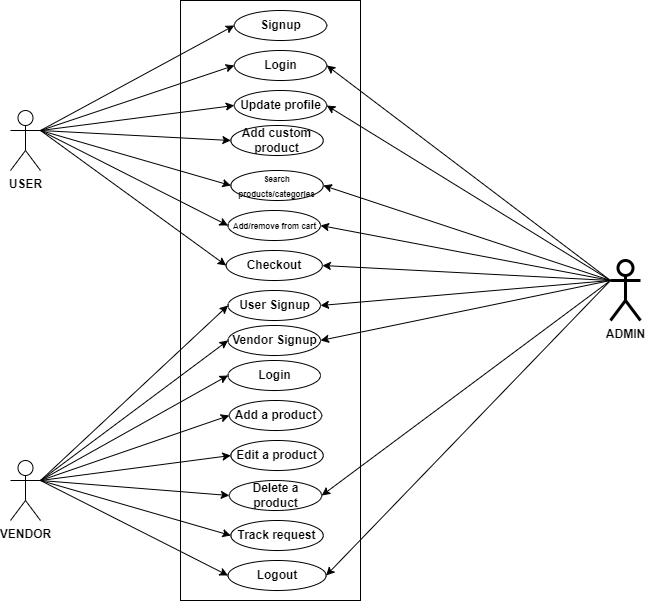 Signup
Login
Update profile
Add custom
product
USER
Search
products/categories
Add/remove from cart
Checkout
User Signup
ADMIN
Vendor Signup
Login
Add a product
Edit a product
Delete a
product
VENDOR
Track request
Logout